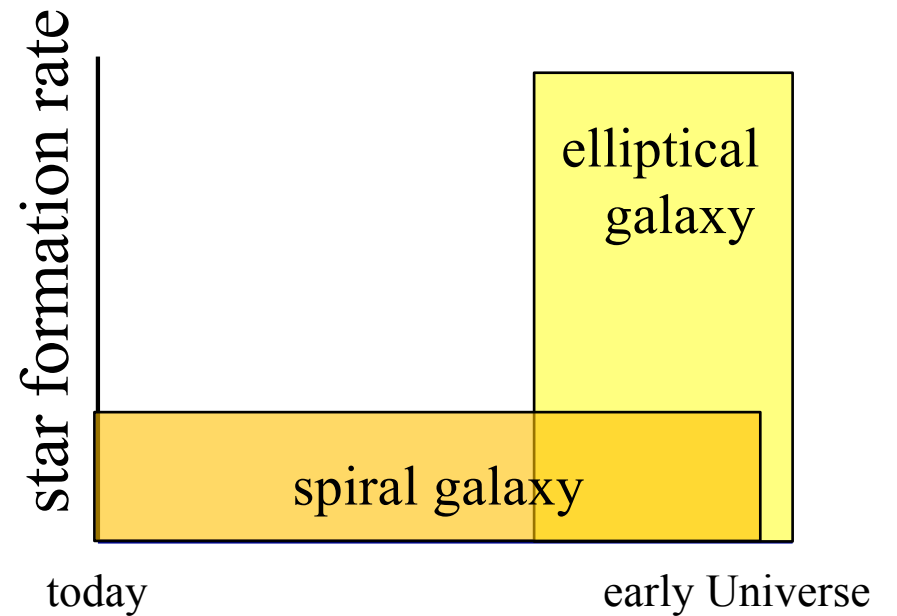 star formation rate
elliptical
galaxy
spiral galaxy
today
early Universe